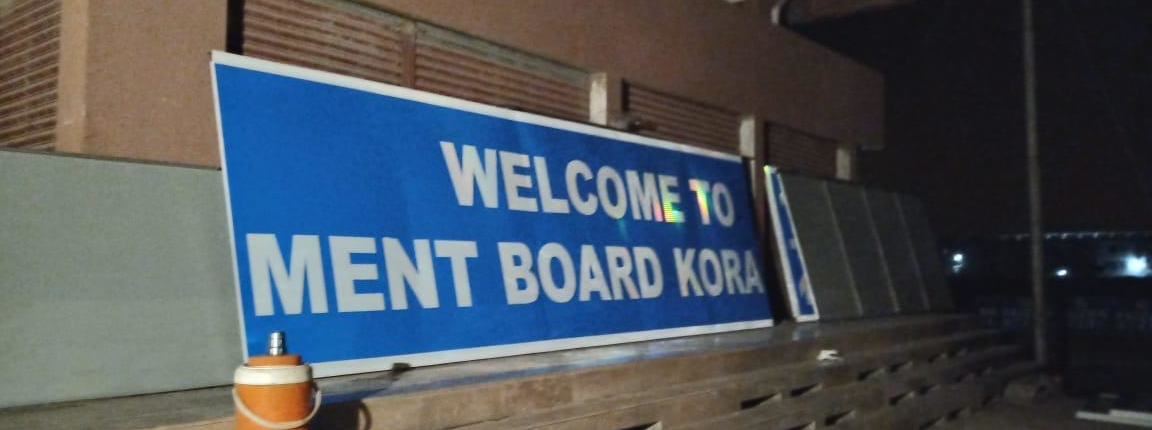 WELCOME TO
MENT BOARD KORA